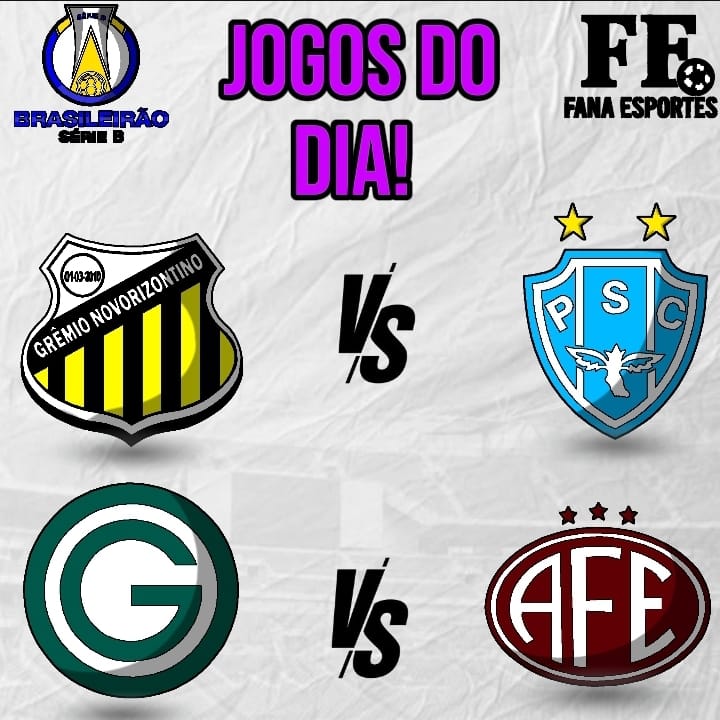 JOGOS DO
DIA!
SÉRIE B
BRASILEIRÃO
SÉRIE B
FE
FANA ESPORTES
01-03-2010
GRÊMIO NOVORIZONTINO
VS
P S C
G
VS
AFE